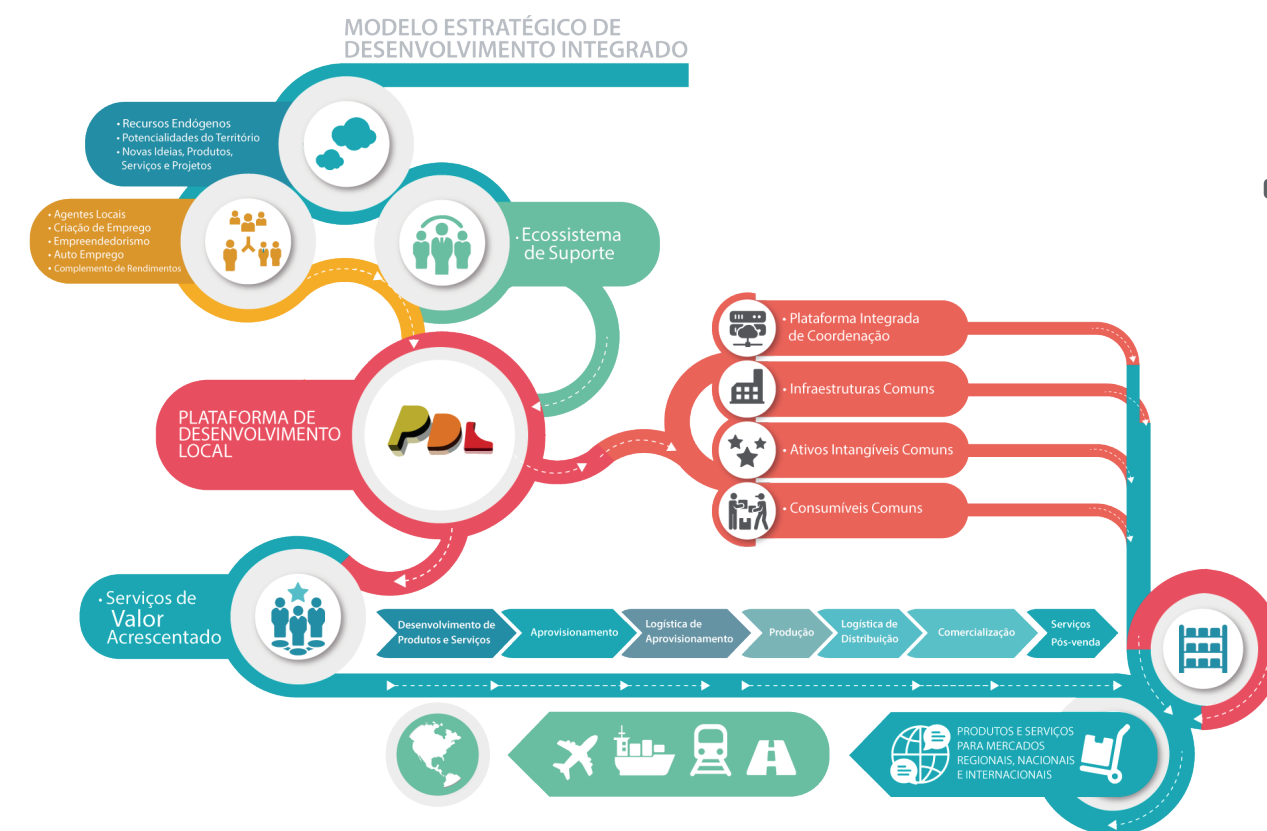 MODELO ESTRATÉGICO DE
DESENVOLVIMENTO INTEGRADO
• Recursos Endógenos
• Potencialidades do Território
• Novas Ideias, Produtos,
Serviços e Projetos
• Agentes Locais
• Criação de Emprego
• Empreendedorismo
• Auto Emprego
• Complemento de Rendimentos
• Ecossistema
de Suporte
PLATAFORMA DE
DESENVOLVIMENTO
LOCAL
PDL
• Plataforma Integrada
de Coordenação
• Infraestruturas Comuns
• Ativos Intangíveis Comuns
• Consumíveis Comuns
• Serviços de
Valor
Acrescentado
Desenvolvimento de
Produtos e Serviços
Aprovisionamento
Logística de
Aprovisionamento
Produção
Logística de
Distribuição
Comercialização
Serviços
Pós-venda
PRODUTOS E SERVIÇOS
PARA MERCADOS
REGIONAIS, NACIONAIS
E INTERNACIONAIS